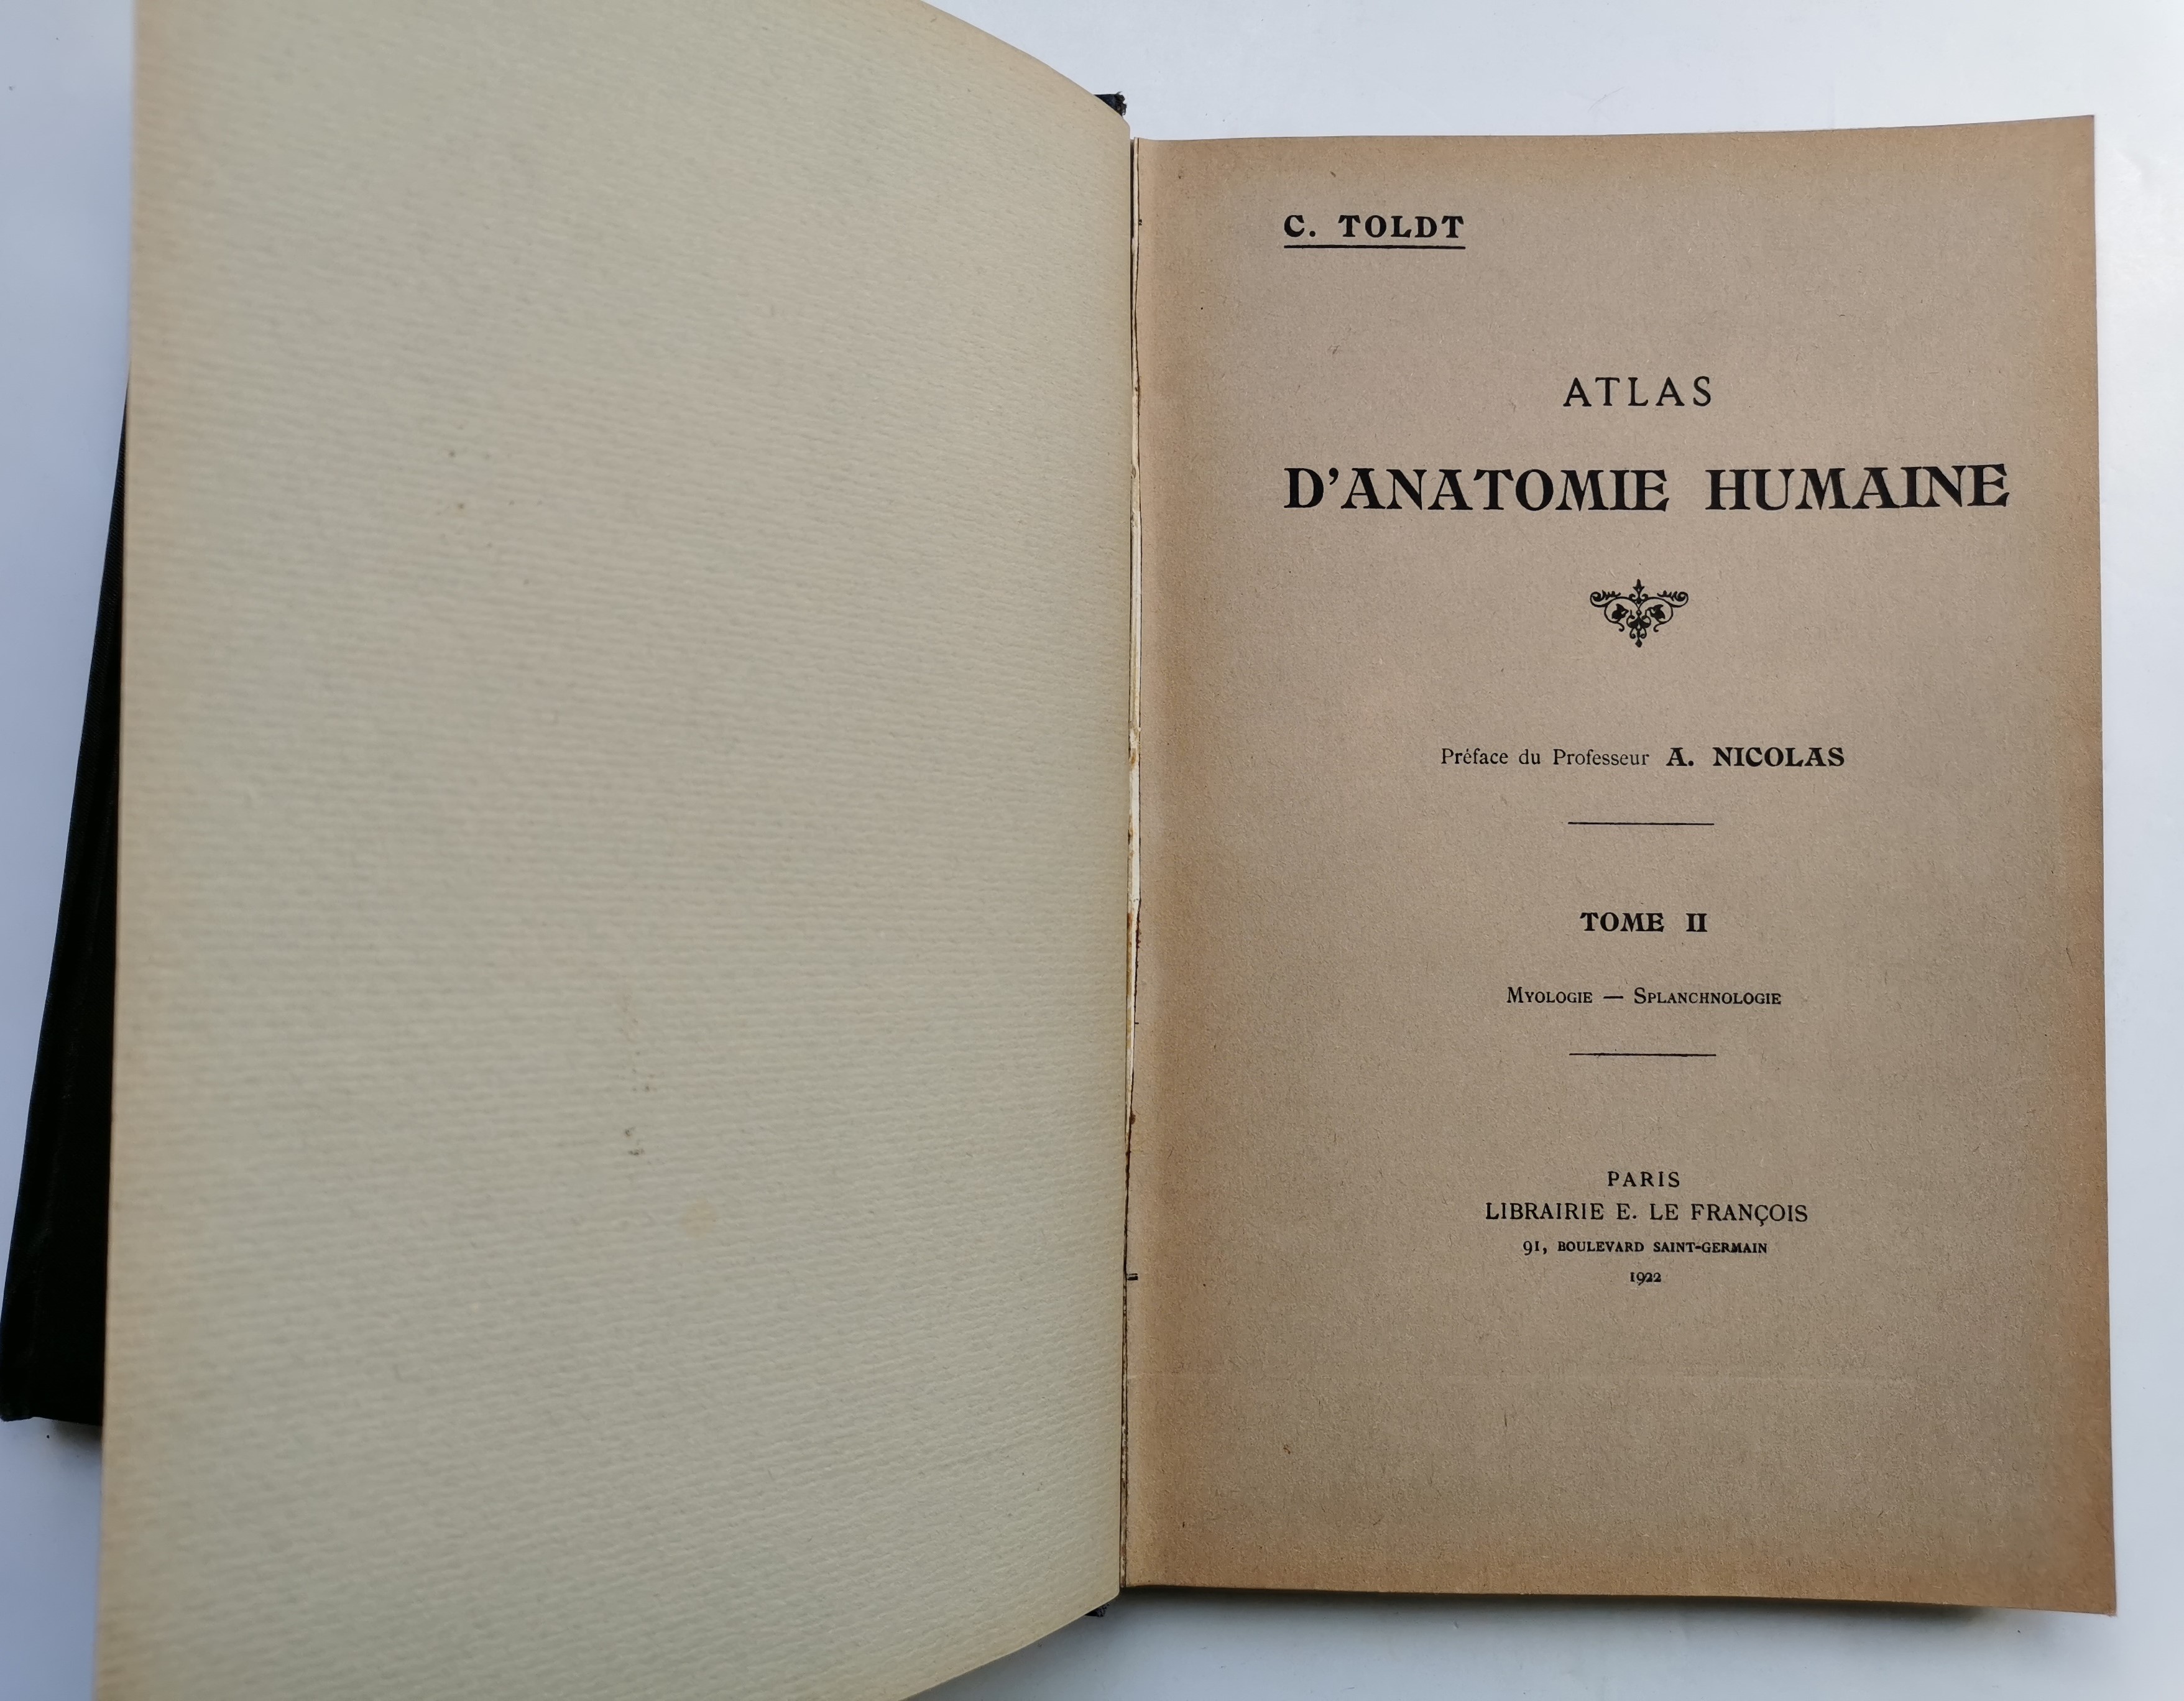 C. TOLDT
ATLAS
D'ANATOMIE HUMAINE
Préface du Professeur A. NICOLAS
TOME II
MYOLOGIE — SPLANCHNOLOGIE
PARIS
LIBRAIRIE E. LE FRANÇOIS
91, BOULEVARD SAINT-GERMAIN
1922